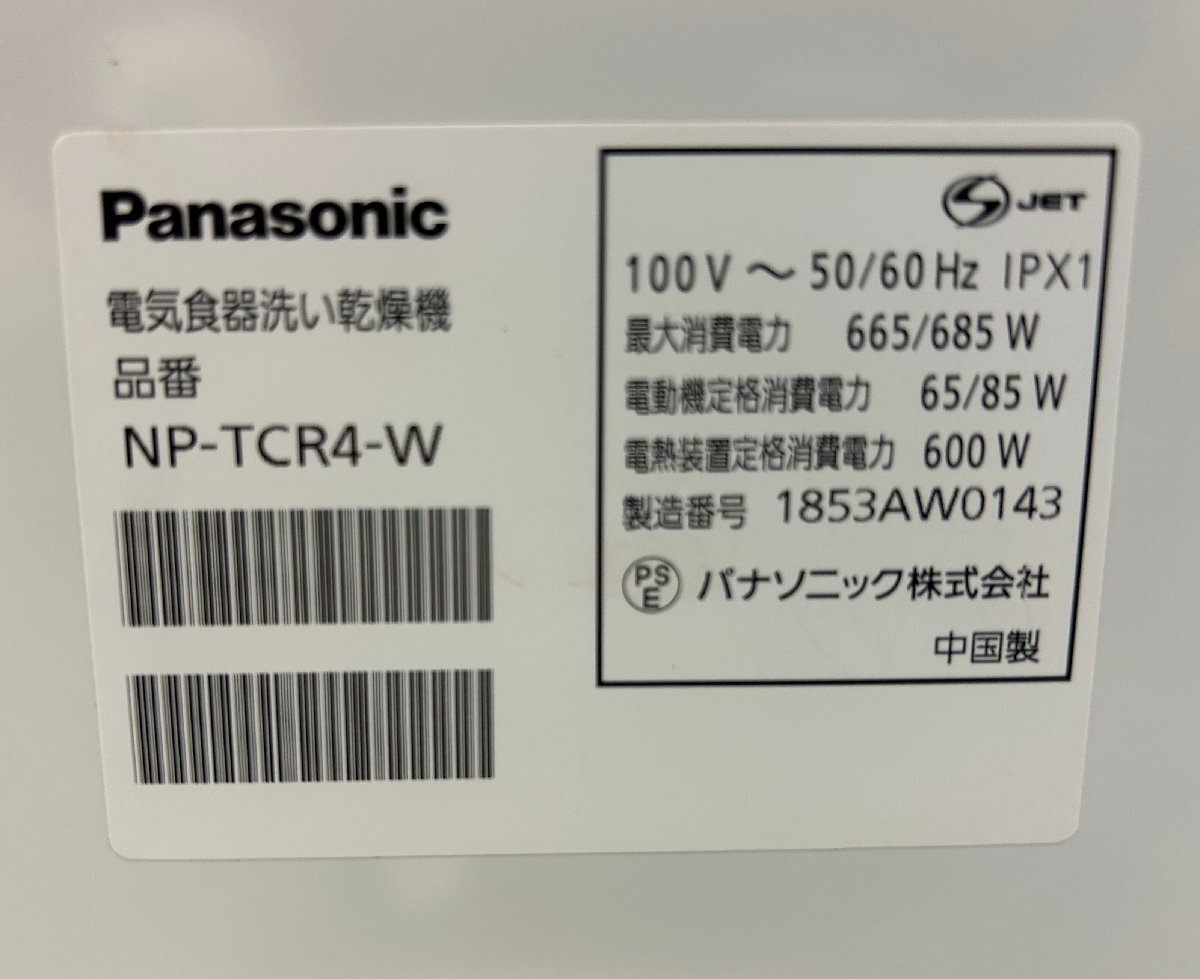 Panasonic
電気食器洗い乾燥機
品番
NP-TCR4-W
JET
100V ～ 50/60Hz IPX1
最大消費電力 665/685W
電動機定格消費電力 65/85W
電熱装置定格消費電力 600W
製造番号 1853AW0143
PSE パナソニック株式会社
中国製